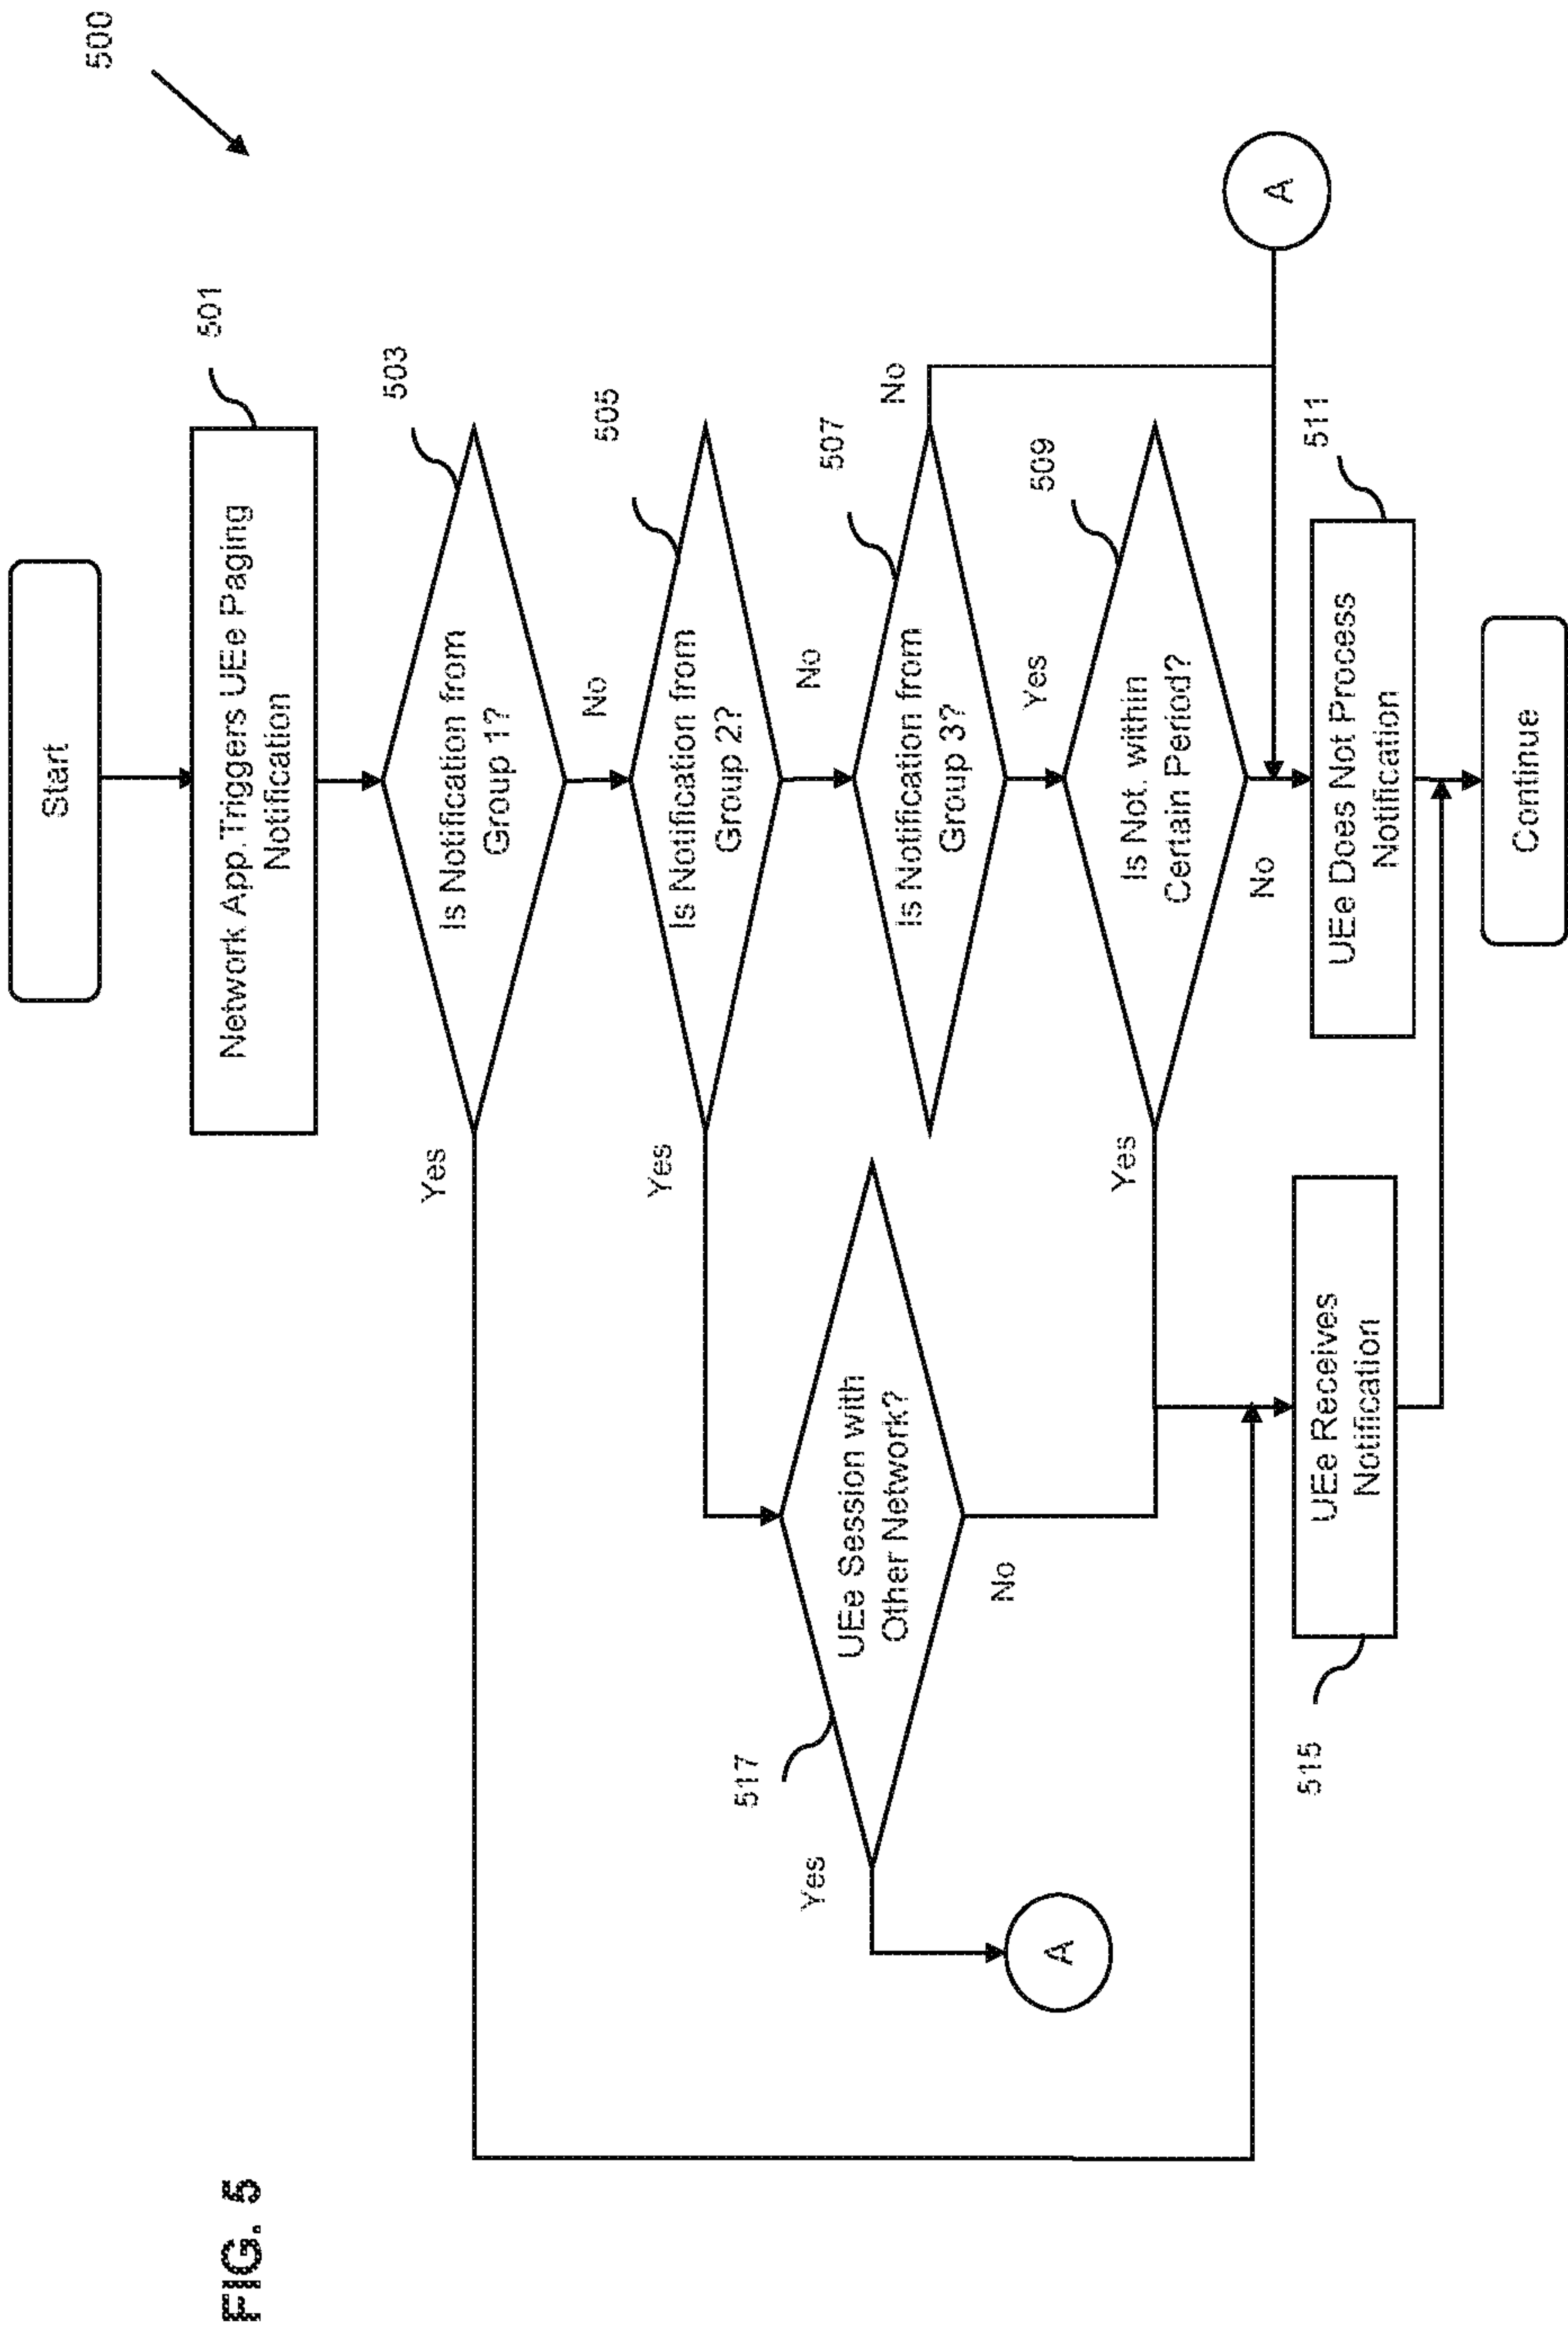 FIG. 5
500
Start
501
Network App.Triggers UEe Paging
Notification
503
Is Notification from
Group 1?
Yes
No
505
Is Notification from
Group 2?
Yes
No
517
UEe Session with
Other Network?
Yes
No
A
507
Is Notification from
Group 3?
No
Yes
509
Is Not. within
Certain Period?
Yes
No
A
511
UEe Does Not Process
Notification
515
UEe Receives
Notification
Continue